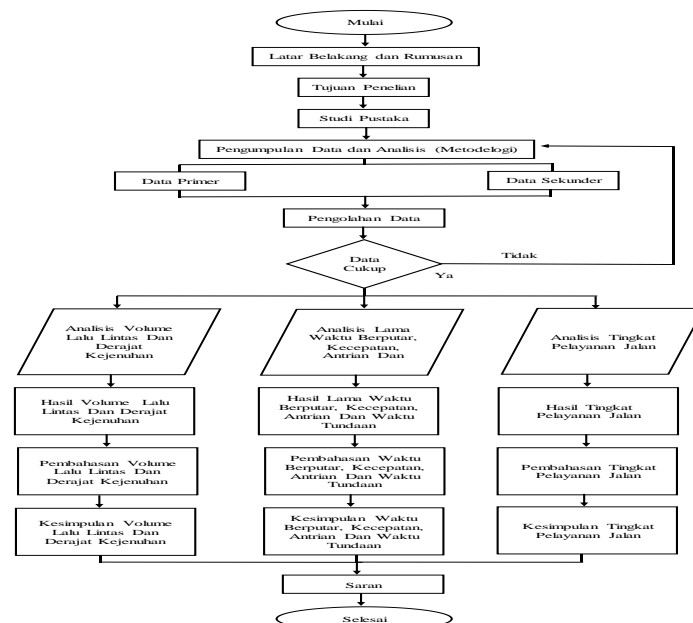 Mulai
Latar Belakang dan Rumusan
Tujuan Penelian
Studi Pustaka
Pengumpulan Data dan Analisis (Metodelogi)
Data Primer
Data Sekunder
Pengolahan Data
Data
Cukup
Tidak
Ya
Analisis Volume
Lalu Lintas Dan
Derajat
Kejenuhan
Analisis Lama
Waktu Berputar,
Kecepatan,
Antrian Dan
Analisis Tingkat
Pelayanan Jalan
Hasil Volume Lalu
Lintas Dan Derajat
Kejenuhan
Hasil Lama Waktu
Berputar, Kecepatan,
Antrian Dan Waktu
Tundaan
Hasil Tingkat
Pelayanan Jalan
Pembahasan Volume
Lalu Lintas Dan
Derajat Kejenuhan
Pembahasan Waktu
Berputar, Kecepatan,
Antrian Dan Waktu
Tundaan
Pembahasan Tingkat
Pelayanan Jalan
Kesimpulan Volume
Lalu Lintas Dan
Derajat Kejenuhan
Kesimpulan Waktu
Berputar, Kecepatan,
Antrian Dan Waktu
Tundaan
Kesimpulan Tingkat
Pelayanan Jalan
Saran
Selesai